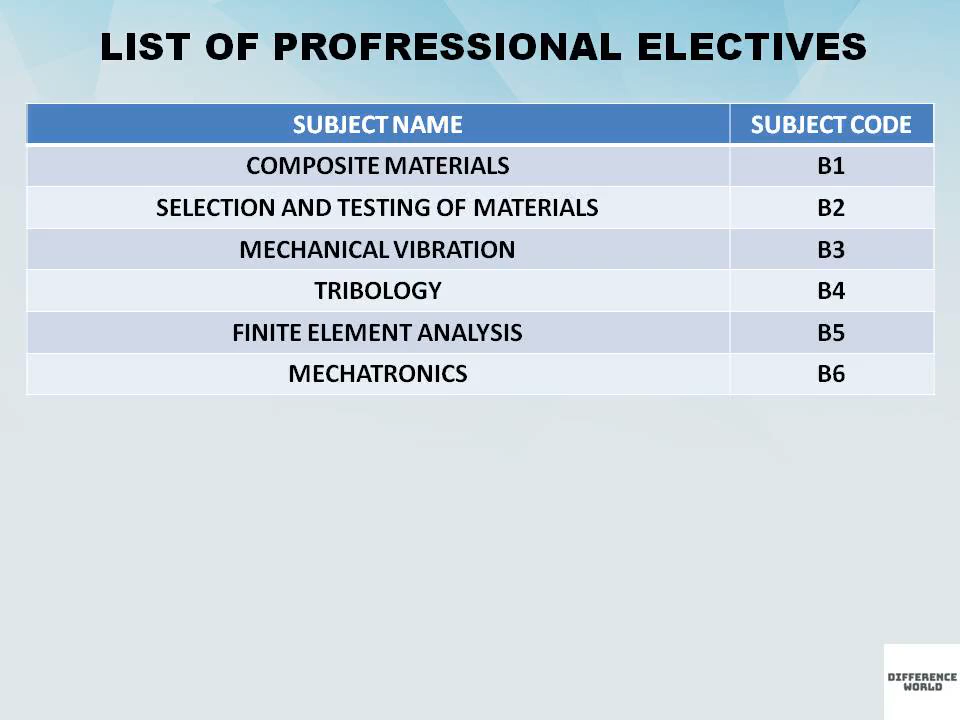 LIST OF PROFRESSIONAL ELECTIVES
SUBJECT NAME SUBJECT CODE
COMPOSITE MATERIALS B1
SELECTION AND TESTING OF MATERIALS B2
MECHANICAL VIBRATION B3
TRIBOLOGY B4
FINITE ELEMENT ANALYSIS B5
MECHATRONICS B6
DIFFERENCE
WORLD